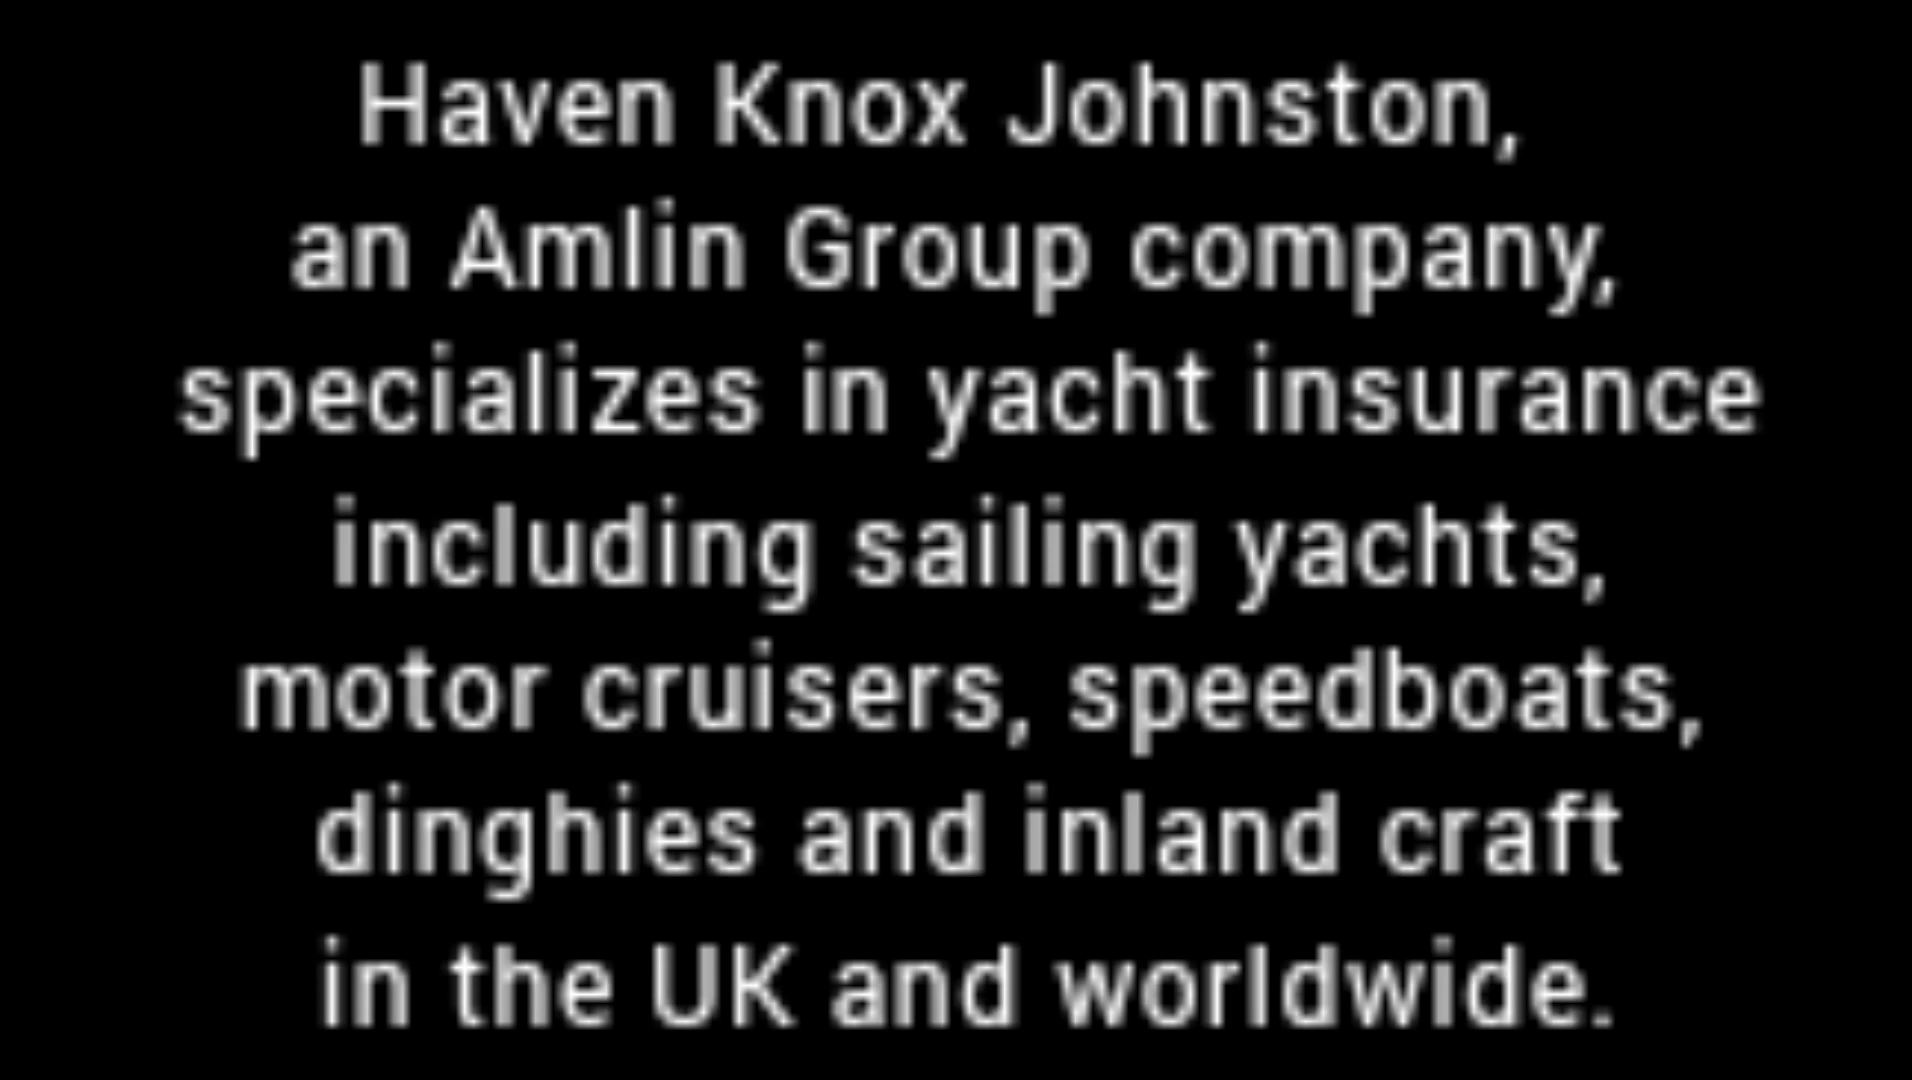 Haven Knox Johnston,
an Amlin Group company,
specializes in yacht insurance
including sailing yachts,
motor cruisers, speedboats,
dinghies and inland craft
in the UK and worldwide.